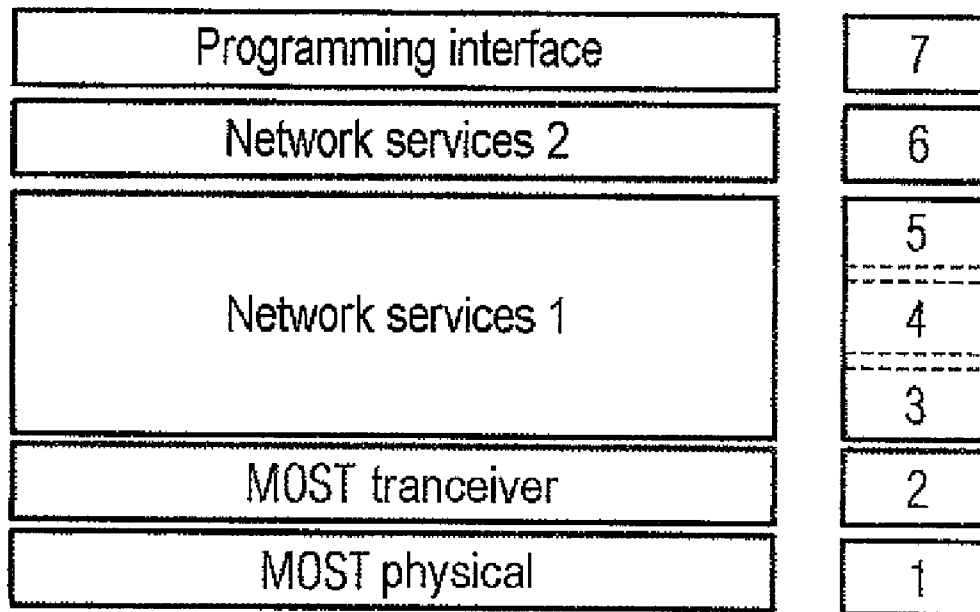 Programming interface 7
Network services 2 6
5
Network services 1 4
3
MOST tranceiver 2
MOST physical 1